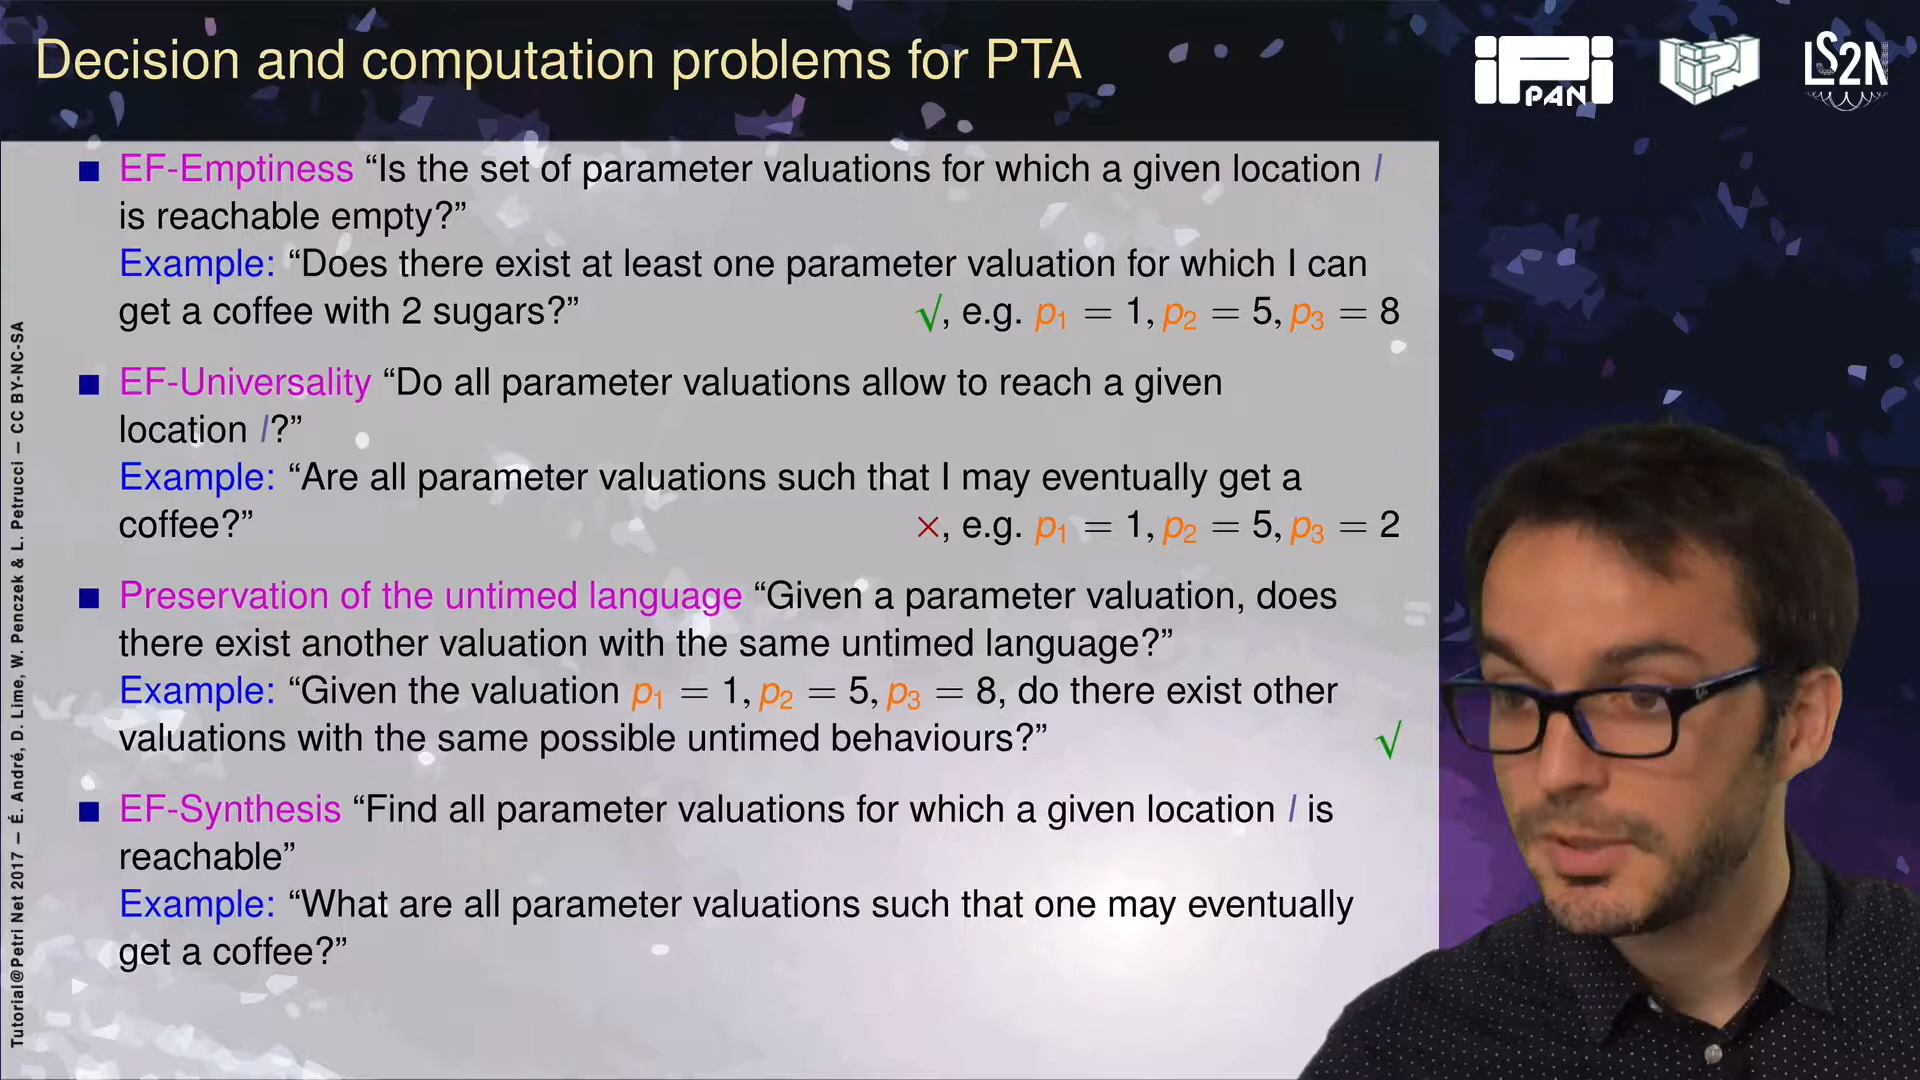 Decision and computation problems for PTA
iPi PAN
LIPN
LS2N
EF-Emptiness “Is the set of parameter valuations for which a given location l
is reachable empty?”
Example: “Does there exist at least one parameter valuation for which I can
get a coffee with 2 sugars?” √, e.g. p₁ = 1, p₂ = 5, p₃ = 8
EF-Universality “Do all parameter valuations allow to reach a given
location l?”
Example: “Are all parameter valuations such that I may eventually get a
coffee?” ×, e.g. p₁ = 1, p₂ = 5, p₃ = 2
Preservation of the untimed language “Given a parameter valuation, does
there exist another valuation with the same untimed language?”
Example: “Given the valuation p₁ = 1, p₂ = 5, p₃ = 8, do there exist other
valuations with the same possible untimed behaviours?” √
EF-Synthesis “Find all parameter valuations for which a given location l is
reachable”
Example: “What are all parameter valuations such that one may eventually
get a coffee?”
Tutorial@Petri Net 2017 – É. André, D. Lime, W. Penczek & L. Petrucci – CC BY-NC-SA